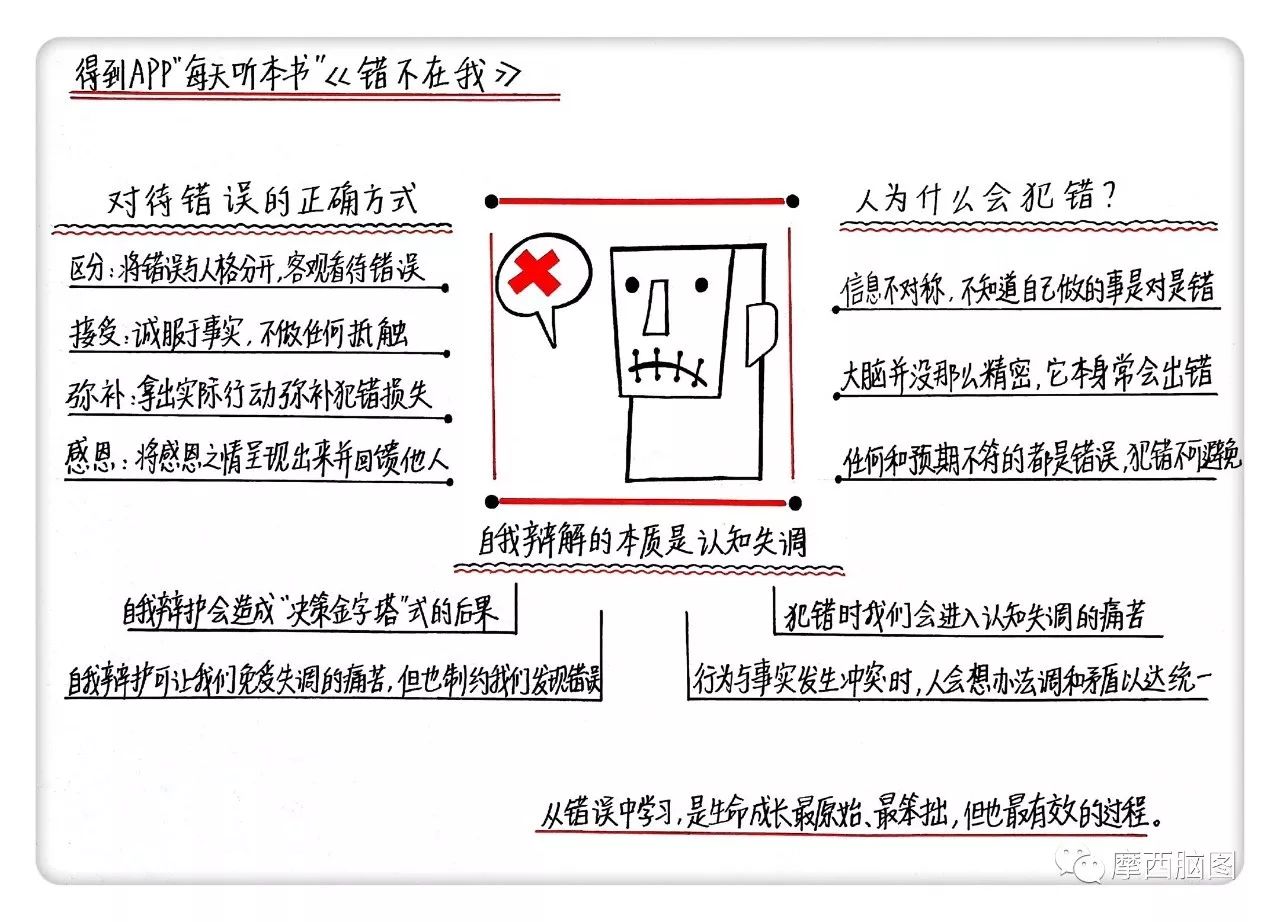 得到APP"每天听本书"《错不在我》
对待错误的正确方式
区分：将错误与人格分开，客观看待错误
接受：诚服于事实，不做任何抵触
弥补：拿出实际行动弥补犯错损失
感恩：将感恩之情呈现出来并回馈他人
人为什么会犯错？
信息不对称，不知道自己做的事是对是错
大脑并没那么精密，它本身常会出错
任何和预期不符的都是错误，犯错不可避免
自我辩解的本质是认知失调
自我辩护会造成"决策金字塔"式的后果
自我辩护可让我们免受失调的痛苦，但也制约我们发现错误
犯错时我们会进入认知失调的痛苦
行为与事实发生冲突时，人会想办法调和矛盾以达统一
从错误中学习，是生命成长最原始、最笨拙，但也最有效的过程。
摩西脑图